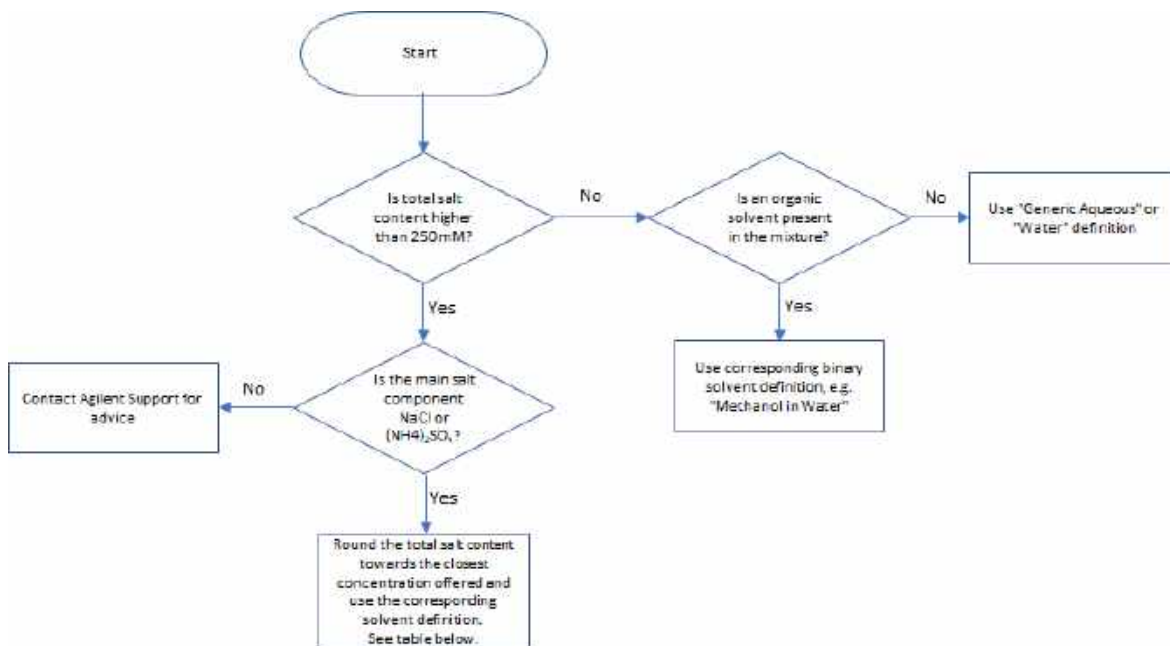 Start
Is total salt
content higher
than 250mM?
No
Is an organic
solvent present
in the mixture?
No
Use "Generic Aqueous" or
"Water" definition
Yes
Yes
Use corresponding binary
solvent definition, e.g.
"Mechanol in Water"
Is the main salt
component
NaCl or
(NH4)₂SO₄?
No
Contact Agilent Support for
advice
Yes
Round the total salt content
towards the closest
concentration offered and
use the corresponding
solvent definition.
See table below.